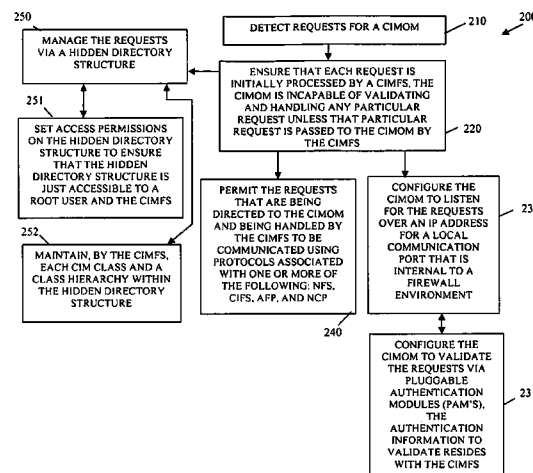 200
210
DETECT REQUESTS FOR A CIMOM
250
MANAGE THE REQUESTS
VIA A HIDDEN DIRECTORY
STRUCTURE
ENSURE THAT EACH REQUEST IS
INITIALLY PROCESSED BY A CIMFS, THE
CIMOM IS INCAPABLE OF VALIDATING
AND HANDLING ANY PARTICULAR
REQUEST UNLESS THAT PARTICULAR
REQUEST IS PASSED TO THE CIMOM BY
THE CIMFS
220
251
SET ACCESS PERMISSIONS
ON THE HIDDEN DIRECTORY
STRUCTURE TO ENSURE
THAT THE HIDDEN
DIRECTORY STRUCTURE IS
JUST ACCESSIBLE TO A
ROOT USER AND THE CIMFS
252
MAINTAIN, BY THE CIMFS,
EACH CIM CLASS AND A
CLASS HIERARCHY WITHIN
THE HIDDEN DIRECTORY
STRUCTURE
PERMIT THE REQUESTS
THAT ARE BEING
DIRECTED TO THE CIMOM
AND BEING HANDLED BY
THE CIMFS TO BE
COMMUNICATED USING
PROTOCOLS ASSOCIATED
WITH ONE OR MORE OF
THE FOLLOWING: NFS,
CIFS, AFP, AND NCP
240
CONFIGURE THE
CIMOM TO LISTEN
FOR THE REQUESTS
OVER AN IP ADDRESS
FOR A LOCAL
COMMUNICATION
PORT THAT IS
INTERNAL TO A
FIREWALL
ENVIRONMENT
23
CONFIGURE THE
CIMOM TO VALIDATE
THE REQUESTS VIA
PLUGGABLE
AUTHENTICATION
MODULES (PAM'S),
THE
AUTHENTICATION
INFORMATION TO
VALIDATE RESIDES
WITH THE CIMFS
23